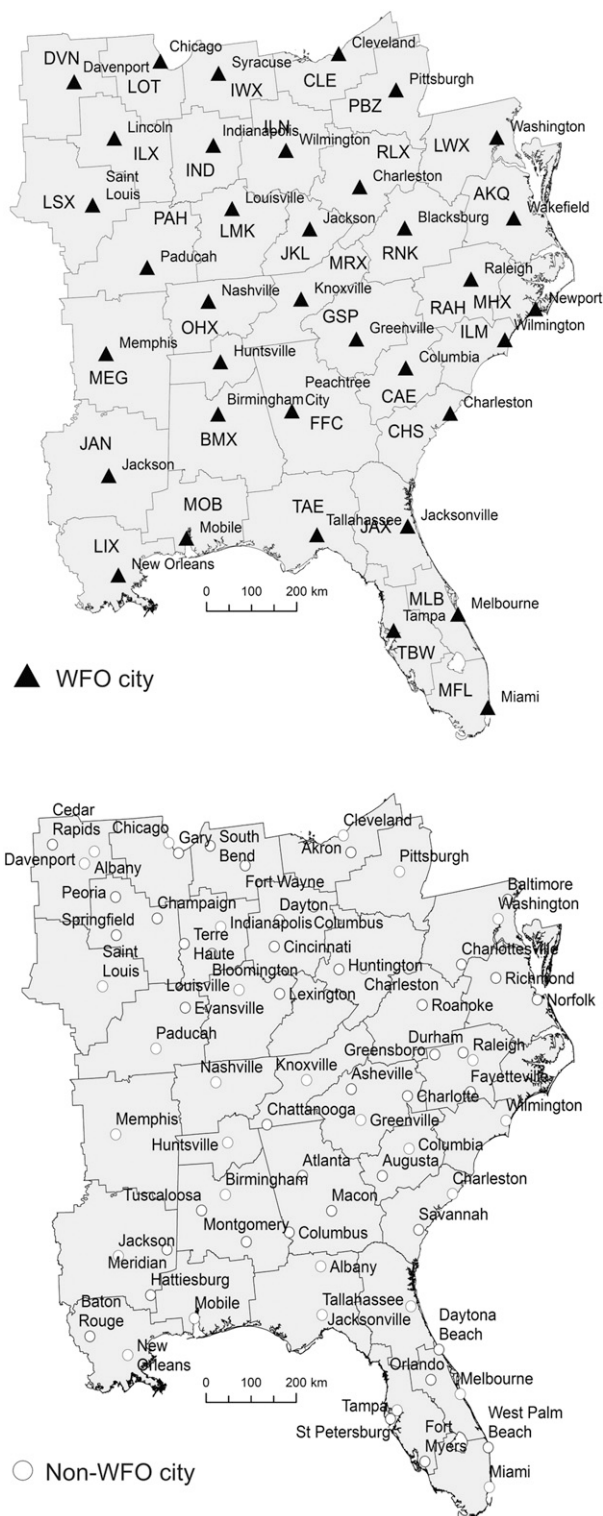 Chicago
Cleveland
DVN
Davenport
LOT
Syracuse
IWX
CLE
Pittsburgh
PBZ
ILN
Lincoln
ILX
Indianapolis
IND
Wilmington
RLX
LWX
Washington
Saint
Louis
LSX
PAH
Louisville
LMK
Charleston
Jackson
JKL
Blacksburg
RNK
AKQ
Wakefield
MRX
Paducah
Nashville
OHX
Knoxville
GSP
Raleigh
RAH
MHX
Newport
ILM
Wilmington
Memphis
MEG
Huntsville
Greenville
Columbia
CAE
Peachtree
City
FFC
Birmingham
BMX
Charleston
CHS
JAN
Jackson
MOB
Mobile
TAE
Tallahassee
JAX
Jacksonville
LIX
New Orleans
0 100 200 km
MLB
Tampa
Melbourne
TBW
MFL
Miami
WFO city
Cedar
Rapids
Chicago
Gary
South
Bend
Cleveland
Akron
Davenport
Albany
Pittsburgh
Peoria
Fort Wayne
Champaign
Dayton
Springfield
Indianapolis
Columbus
Baltimore
Washington
Saint
Louis
Terre
Haute
Cincinnati
Bloomington
Huntington
Charlottesville
Louisville
Lexington
Charleston
Richmond
Evansville
Roanoke
Norfolk
Paducah
Durham
Greensboro
Raleigh
Nashville
Knoxville
Asheville
Fayetteville
Charlotte
Wilmington
Chattanooga
Memphis
Greenville
Huntsville
Columbia
Atlanta
Augusta
Birmingham
Charleston
Tuscaloosa
Macon
Montgomery
Savannah
Jackson
Columbus
Meridian
Albany
Hattiesburg
Baton
Rouge
Mobile
Tallahassee
Jacksonville
Daytona
Beach
New
Orleans
Orlando
0 100 200 km
Melbourne
Tampa
St Petersburg
West Palm
Beach
Fort
Myers
Miami
Non-WFO city